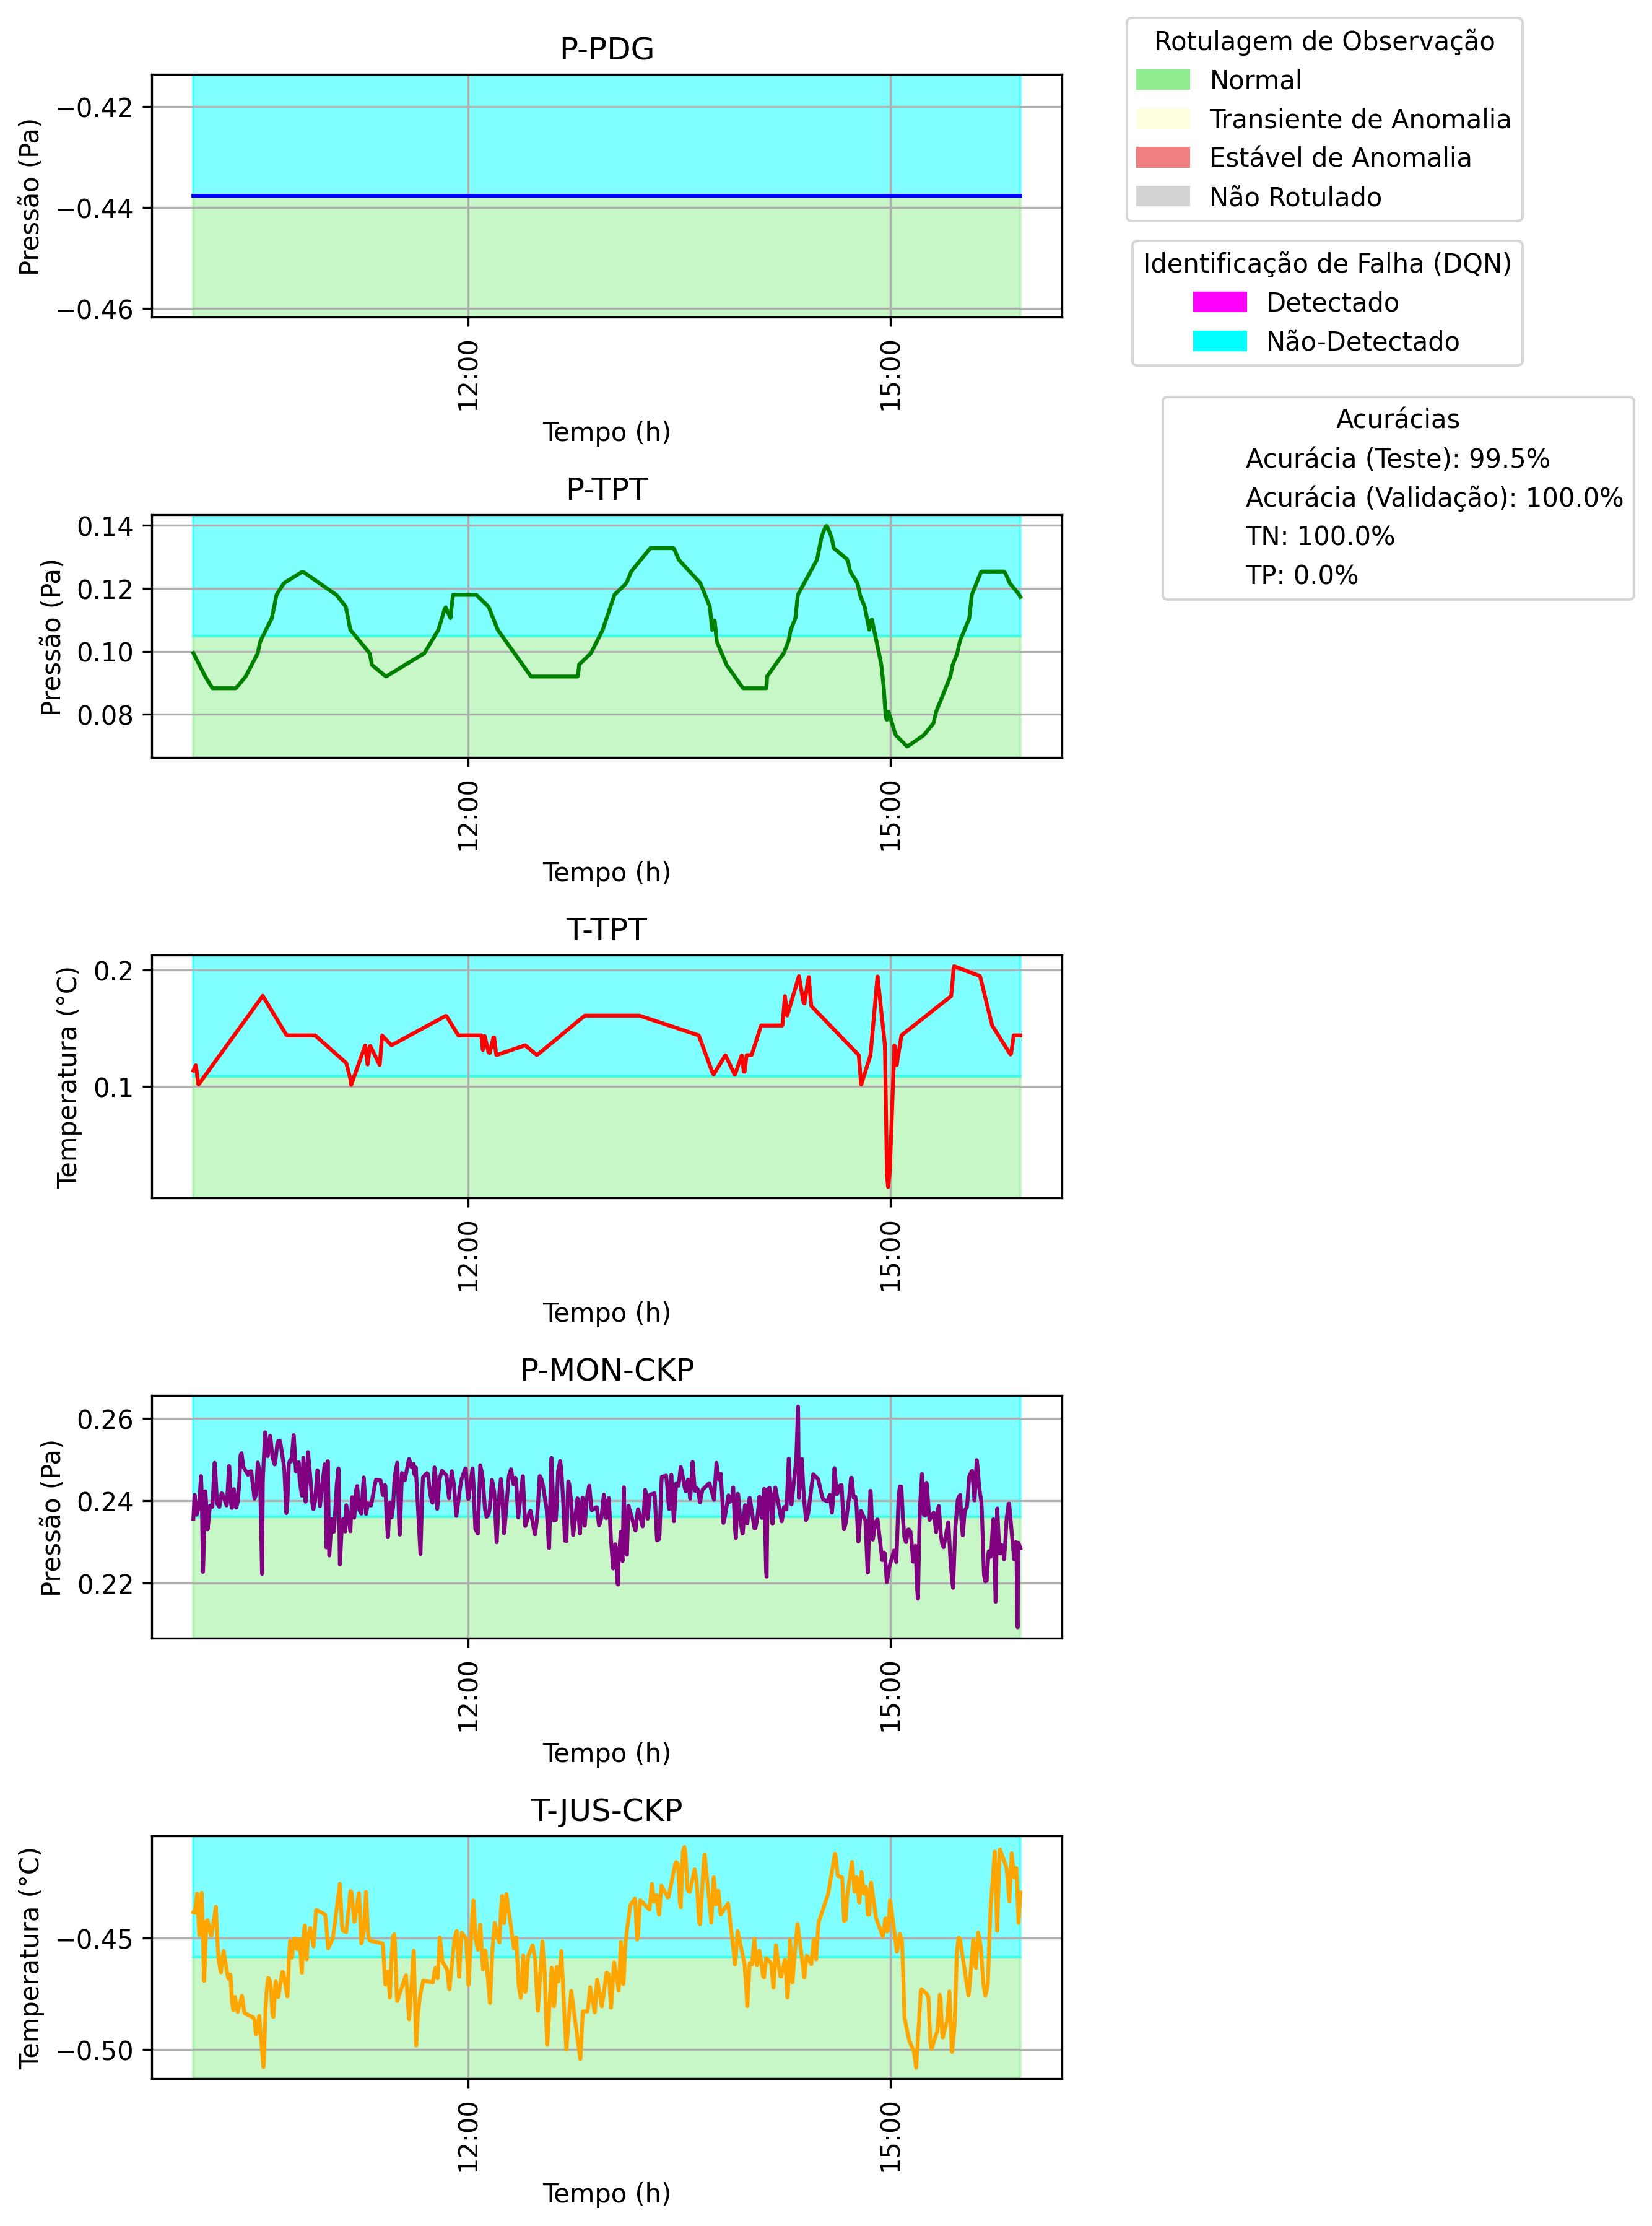 P-PDG
Pressão (Pa)
−0.42
−0.44
−0.46
12:00
15:00
Tempo (h)
Rotulagem de Observação
Normal
Transiente de Anomalia
Estável de Anomalia
Não Rotulado
Identificação de Falha (DQN)
Detectado
Não-Detectado
Acurácias
Acurácia (Teste): 99.5%
Acurácia (Validação): 100.0%
TN: 100.0%
TP: 0.0%
P-TPT
Pressão (Pa)
0.14
0.12
0.10
0.08
12:00
15:00
Tempo (h)
T-TPT
Temperatura (°C)
0.2
0.1
12:00
15:00
Tempo (h)
P-MON-CKP
Pressão (Pa)
0.26
0.24
0.22
12:00
15:00
Tempo (h)
T-JUS-CKP
Temperatura (°C)
−0.45
−0.50
12:00
15:00
Tempo (h)